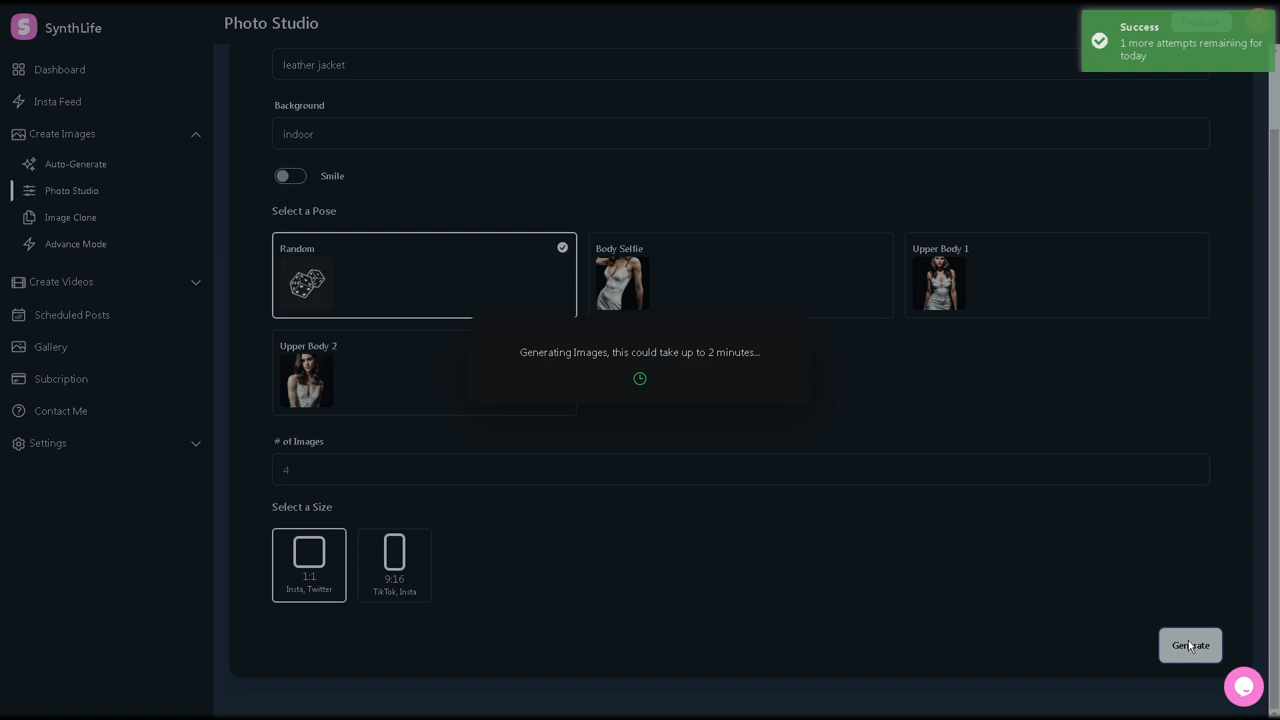 SynthLife
Photo Studio
Feedback
Success
1 more attempts remaining for
today
Dashboard
Insta Feed
Create Images
Auto-Generate
Photo Studio
Image Clone
Advance Mode
Create Videos
Scheduled Posts
Gallery
Subcription
Contact Me
Settings
leather jacket
Background
indoor
Smile
Select a Pose
Random
Body Selfie
Upper Body 1
Upper Body 2
Generating Images, this could take up to 2 minutes...
# of Images
4
Select a Size
1:1
Insta, Twitter
9:16
TikTok, Insta
Generate